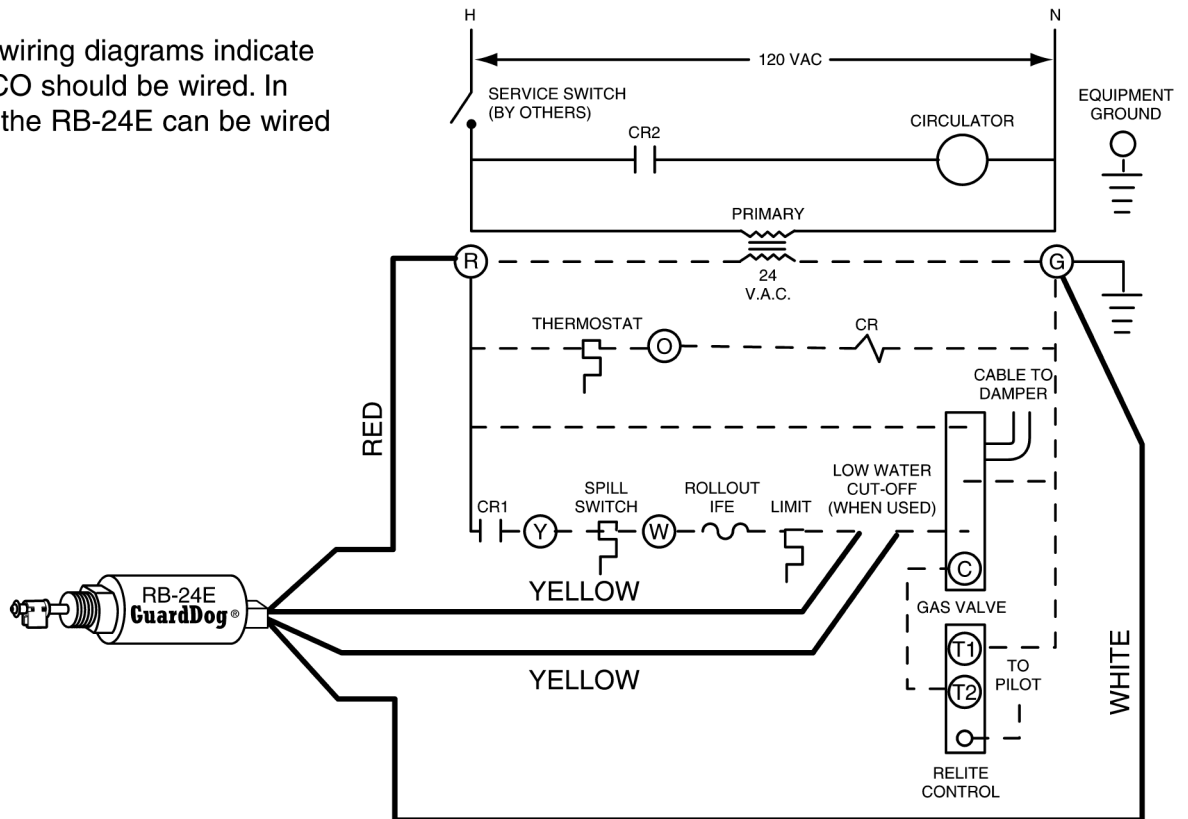 wiring diagrams indicate
CO should be wired. In
the RB-24E can be wired
H
N
120 VAC
SERVICE SWITCH
(BY OTHERS)
CR2
CIRCULATOR
EQUIPMENT
GROUND
PRIMARY
R
G
24
V.A.C.
THERMOSTAT
O
CR
CABLE TO
DAMPER
RED
LOW WATER
CUT-OFF
(WHEN USED)
CR1
Y
SPILL
SWITCH
W
ROLLOUT
IFE
LIMIT
C
YELLOW
RB-24E
GuardDog®
GAS VALVE
T1
TO
PILOT
T2
YELLOW
WHITE
RELITE
CONTROL